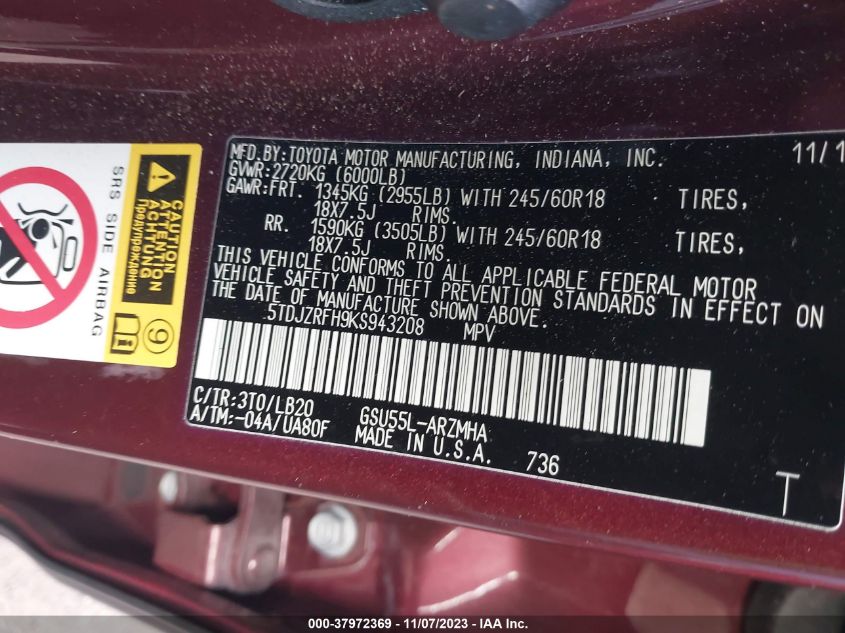 SRS SIDE AIRBAG
CAUTION
ATTENTION
ACHTUNG
Предупреждение
9
MFD.BY:TOYOTA MOTOR MANUFACTURING, INDIANA, INC. 11/1
GVWR:2720KG (6000LB)
GAWR:FRT. 1345KG (2955LB) WITH 245/60R18 TIRES,
18X7.5J RIMS.
RR. 1590KG (3505LB) WITH 245/60R18 TIRES,
18X7.5J RIMS.
THIS VEHICLE CONFORMS TO ALL APPLICABLE FEDERAL MOTOR
VEHICLE SAFETY AND THEFT PREVENTION STANDARDS IN EFFECT ON
THE DATE OF MANUFACTURE SHOWN ABOVE.
5TDJZRFH9KS943208 MPV
C/TR:3T0/LB20 GSU55L-ARZMHA
A/TM:-04A/UA80F MADE IN U.S.A. 736
T
000-37972369 - 11/07/2023 - IAA Inc.